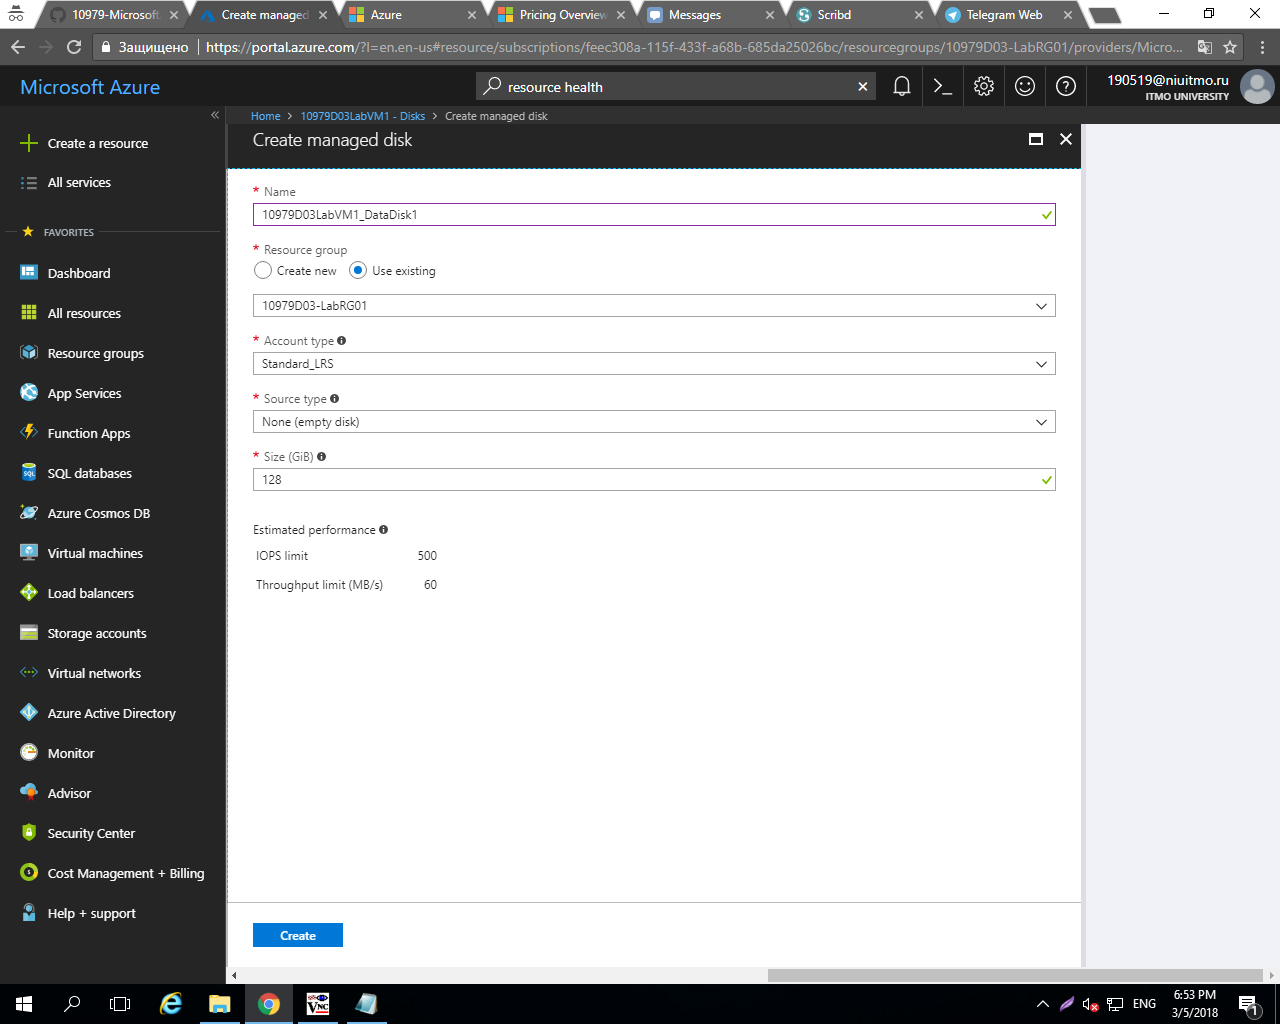 10979-Microsoft
Create managed
Azure
Pricing Overview
Messages
Scribd
Telegram Web
Защищено
https://portal.azure.com/?l=en.en-us#resource/subscriptions/feec308a-115f-433f-a68b-685da25026bc/resourcegroups/10979D03-LabRG01/providers/Micro...
Microsoft Azure
resource health
190519@niuitmo.ru
ITMO UNIVERSITY
Home > 10979D03LabVM1 - Disks > Create managed disk
Create managed disk
Create a resource
All services
FAVORITES
Dashboard
All resources
Resource groups
App Services
Function Apps
SQL databases
Azure Cosmos DB
Virtual machines
Load balancers
Storage accounts
Virtual networks
Azure Active Directory
Monitor
Advisor
Security Center
Cost Management + Billing
Help + support
* Name
10979D03LabVM1_DataDisk1
* Resource group
Create new
Use existing
10979D03-LabRG01
* Account type
Standard_LRS
* Source type
None (empty disk)
* Size (GiB)
128
Estimated performance
IOPS limit 500
Throughput limit (MB/s) 60
Create
VNC
ENG
6:53 PM
3/5/2018
1